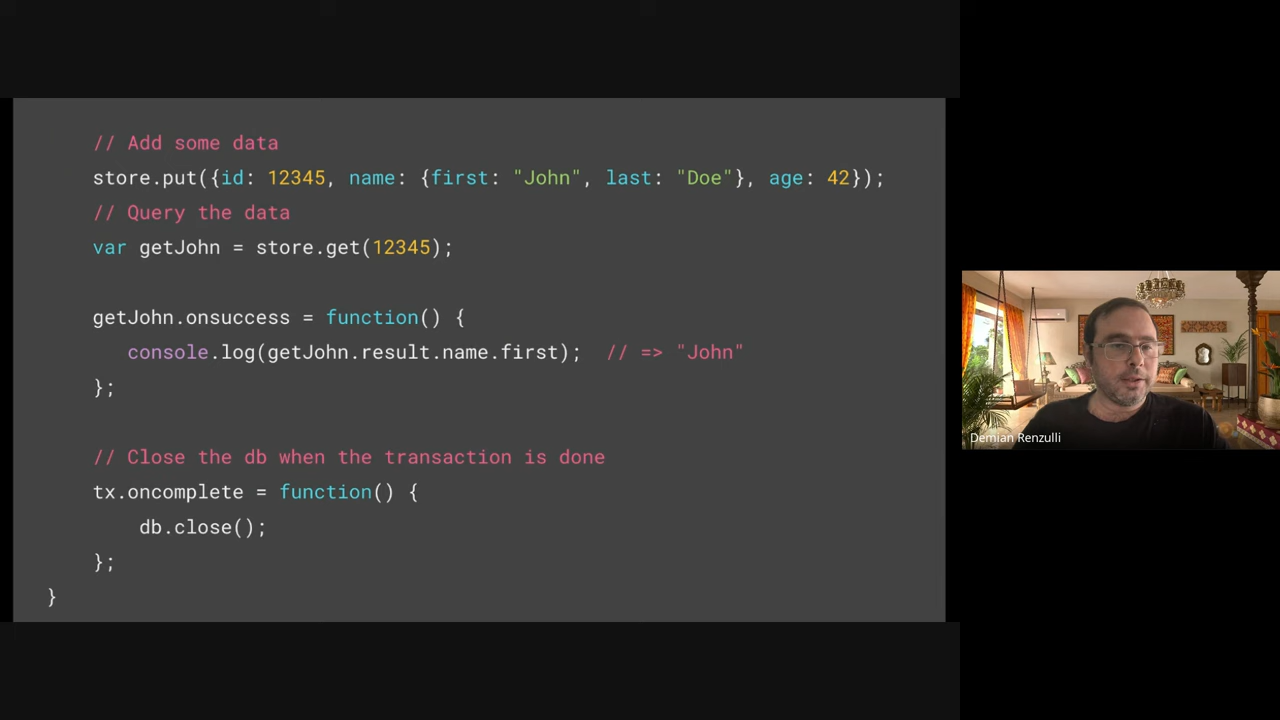 // Add some data
store.put({id: 12345, name: {first: "John", last: "Doe"}, age: 42});
// Query the data
var getJohn = store.get(12345);
getJohn.onsuccess = function() {
console.log(getJohn.result.name.first); // => "John"
};
// Close the db when the transaction is done
tx.oncomplete = function() {
db.close();
};
}
Demian Renzulli